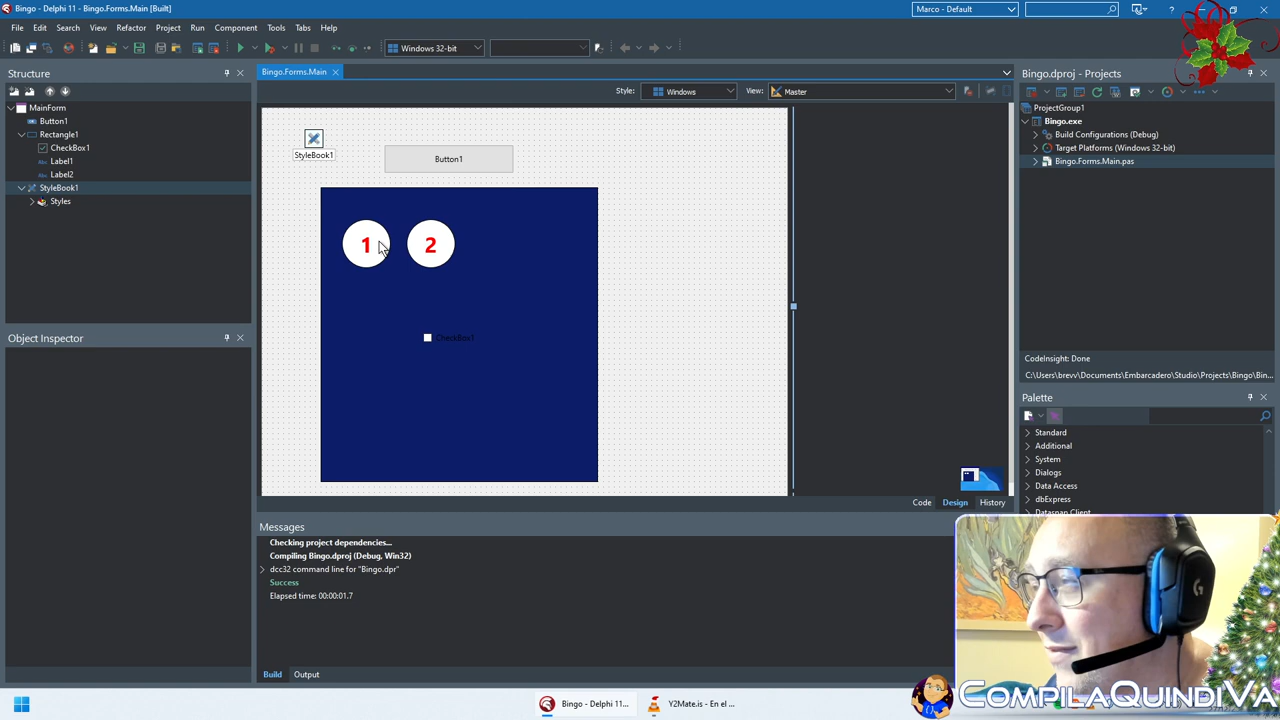 Bingo - Delphi 11 - Bingo.Forms.Main [Built]
Marco - Default
File Edit Search View Refactor Project Run Component Tools Tabs Help
Windows 32-bit
Structure
MainForm
Button1
Rectangle1
CheckBox1
Label1
Label2
StyleBook1
Styles
Object Inspector
Bingo.Forms.Main
Style: Windows View: Master
StyleBook1
Button1
1 2
CheckBox1
Code Design History
Messages
Checking project dependencies...
Compiling Bingo.dproj (Debug, Win32)
dcc32 command line for "Bingo.dpr"
Success
Elapsed time: 00:00:01.7
Build Output
Bingo.dproj - Projects
ProjectGroup1
Bingo.exe
Build Configurations (Debug)
Target Platforms (Windows 32-bit)
Bingo.Forms.Main.pas
CodeInsight: Done
C:\Users\brevv\Documents\Embarcadero\Studio\Projects\Bingo\Bin...
Palette
Standard
Additional
System
Dialogs
Data Access
dbExpress
Datasnap Client
CompilaQuindiVa
Bingo - Delphi 11...
Y2Mate.is - En el ...